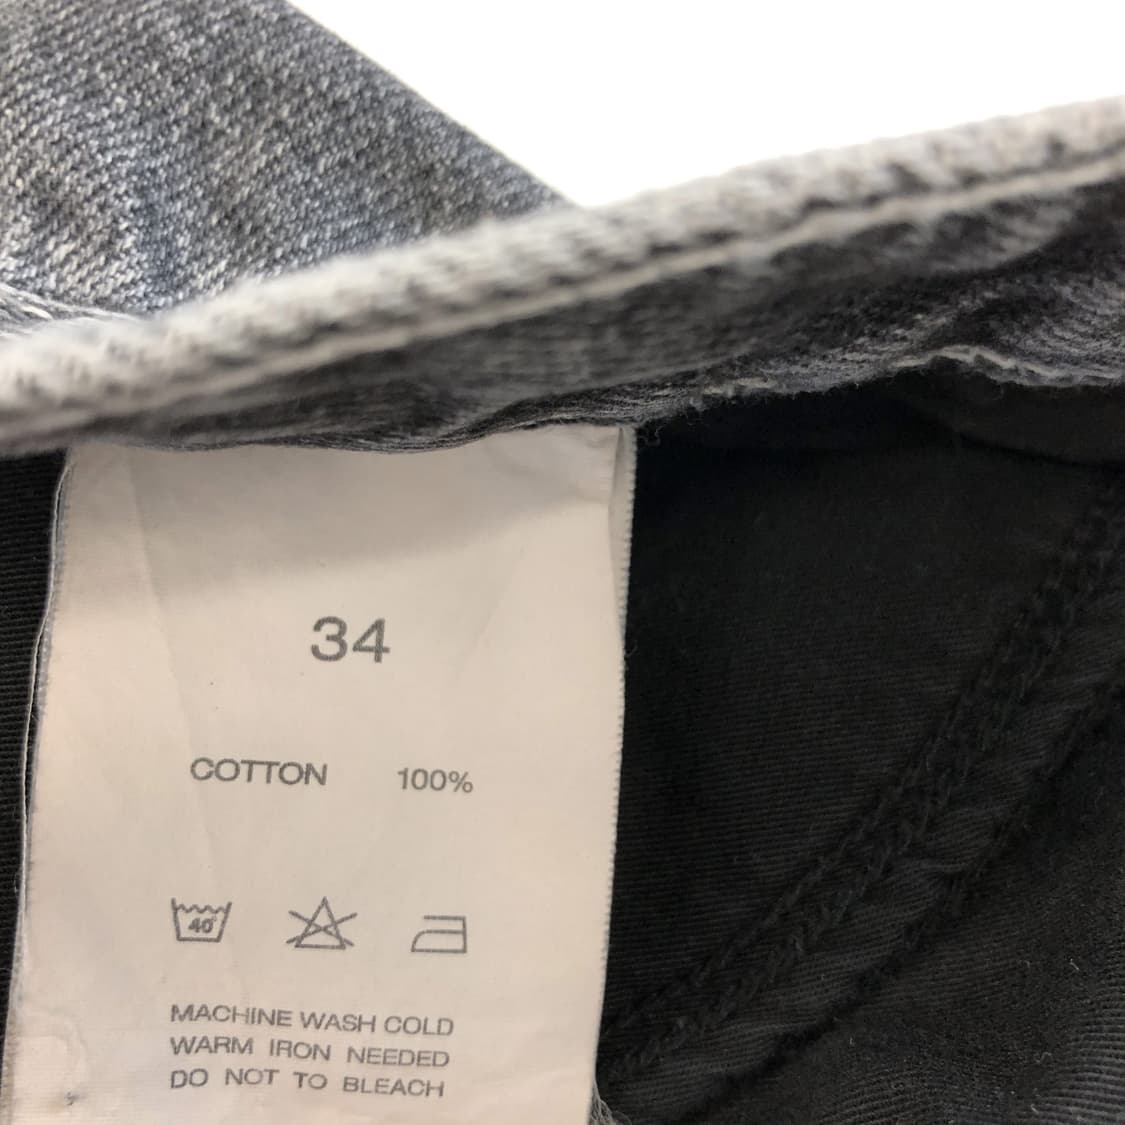 34
COTTON 100%
40°
MACHINE WASH COLD
WARM IRON NEEDED
DO NOT TO BLEACH